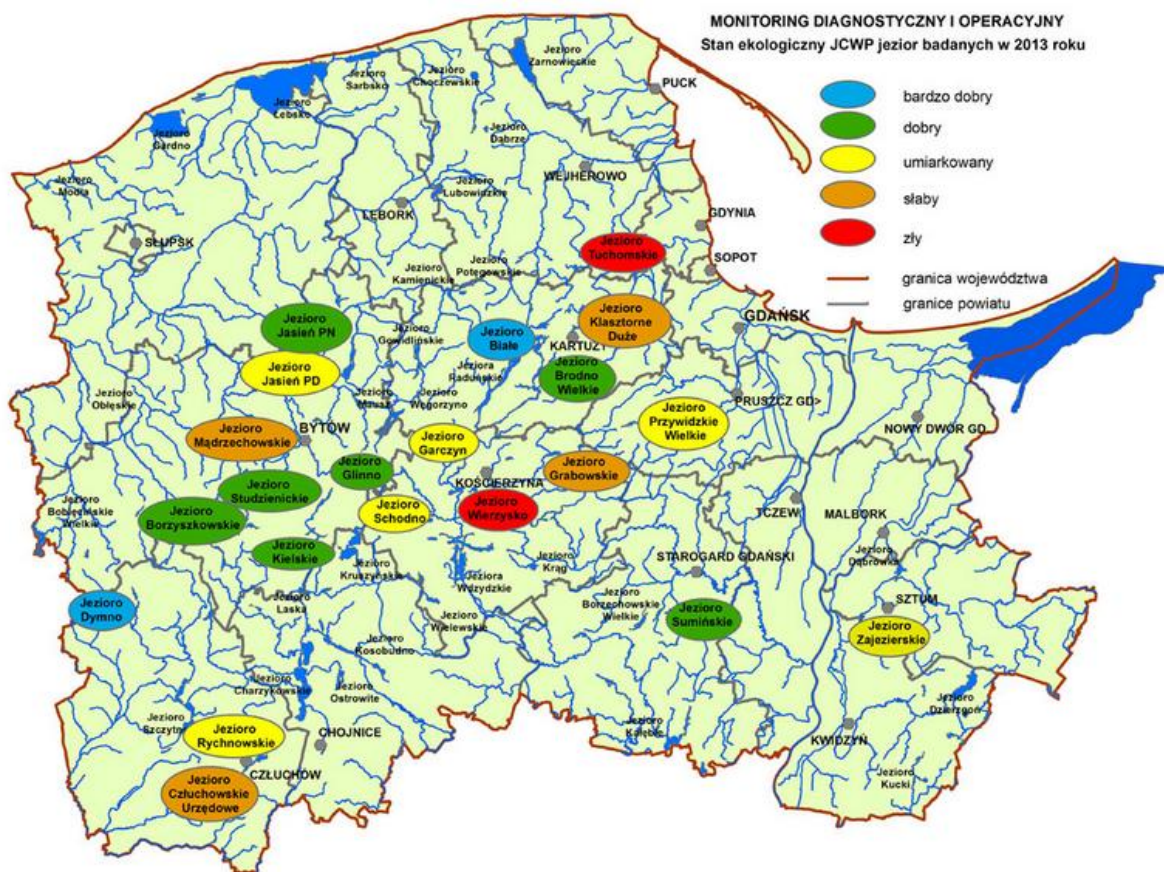 MONITORING DIAGNOSTYCZNY I OPERACYJNY
Stan ekologiczny JCWP jezior badanych w 2013 roku
bardzo dobry
dobry
umiarkowany
słaby
zły
granica województwa
granice powiatu
Jezioro
Żarnowieckie
Jezioro
Sarbsko
Jezioro
Choczewskie
PUCK
Jezioro
Łebsko
Jezioro
Gardno
Jezioro
Dąbrze
Jezioro
Modła
Jezioro
Lubowidzkie
WEJHEROWO
LĘBORK
GDYNIA
SŁUPSK
Jezioro
Tuchomskie
SOPOT
Jezioro
Kamienickie
Jezioro
Potęgowskie
Jezioro
Jasień PN
Jezioro
Klasztorne
Duże
GDAŃSK
Jezioro
Gowidlińskie
Jezioro
Białe
KARTUZY
Jezioro
Jasień PD
Jeziora
Raduńskie
Jezioro
Brodno
Wielkie
Jezioro
Obłęskie
Jezioro
Mausz
Jezioro
Węgorzyno
PRUSZCZ GD>
Jezioro
Przywidzkie
Wielkie
NOWY DWÓR GD.
Jezioro
Mądrzechowskie
BYTÓW
Jezioro
Garczyn
Jezioro
Glinno
KOŚCIERZYNA
Jezioro
Grabowskie
Jezioro
Studzienickie
Jezioro
Bobięcińskie
Wielkie
Jezioro
Borzyszkowskie
Jezioro
Schodno
Jezioro
Wierzysko
TCZEW
MALBORK
Jezioro
Kielskie
Jezioro
Kruszyńskie
Jezioro
Krąg
STAROGARD GDAŃSKI
Jezioro
Dąbrówka
Jeziora
Wdzydzkie
Jezioro
Dymno
Jezioro
Laska
Jezioro
Borzechowskie
Wielkie
SZTUM
Jezioro
Wielewskie
Jezioro
Sumińskie
Jezioro
Zajezierskie
Jezioro
Kosobudno
Jezioro
Charzykowskie
Jezioro
Ostrowite
Jezioro
Dzierzgoń
Jezioro
Szczytno
Jezioro
Rychnowskie
CHOJNICE
Jezioro
Kałębie
KWIDZYŃ
CZŁUCHÓW
Jezioro
Człuchowskie
Urzędowe
Jezioro
Kucki